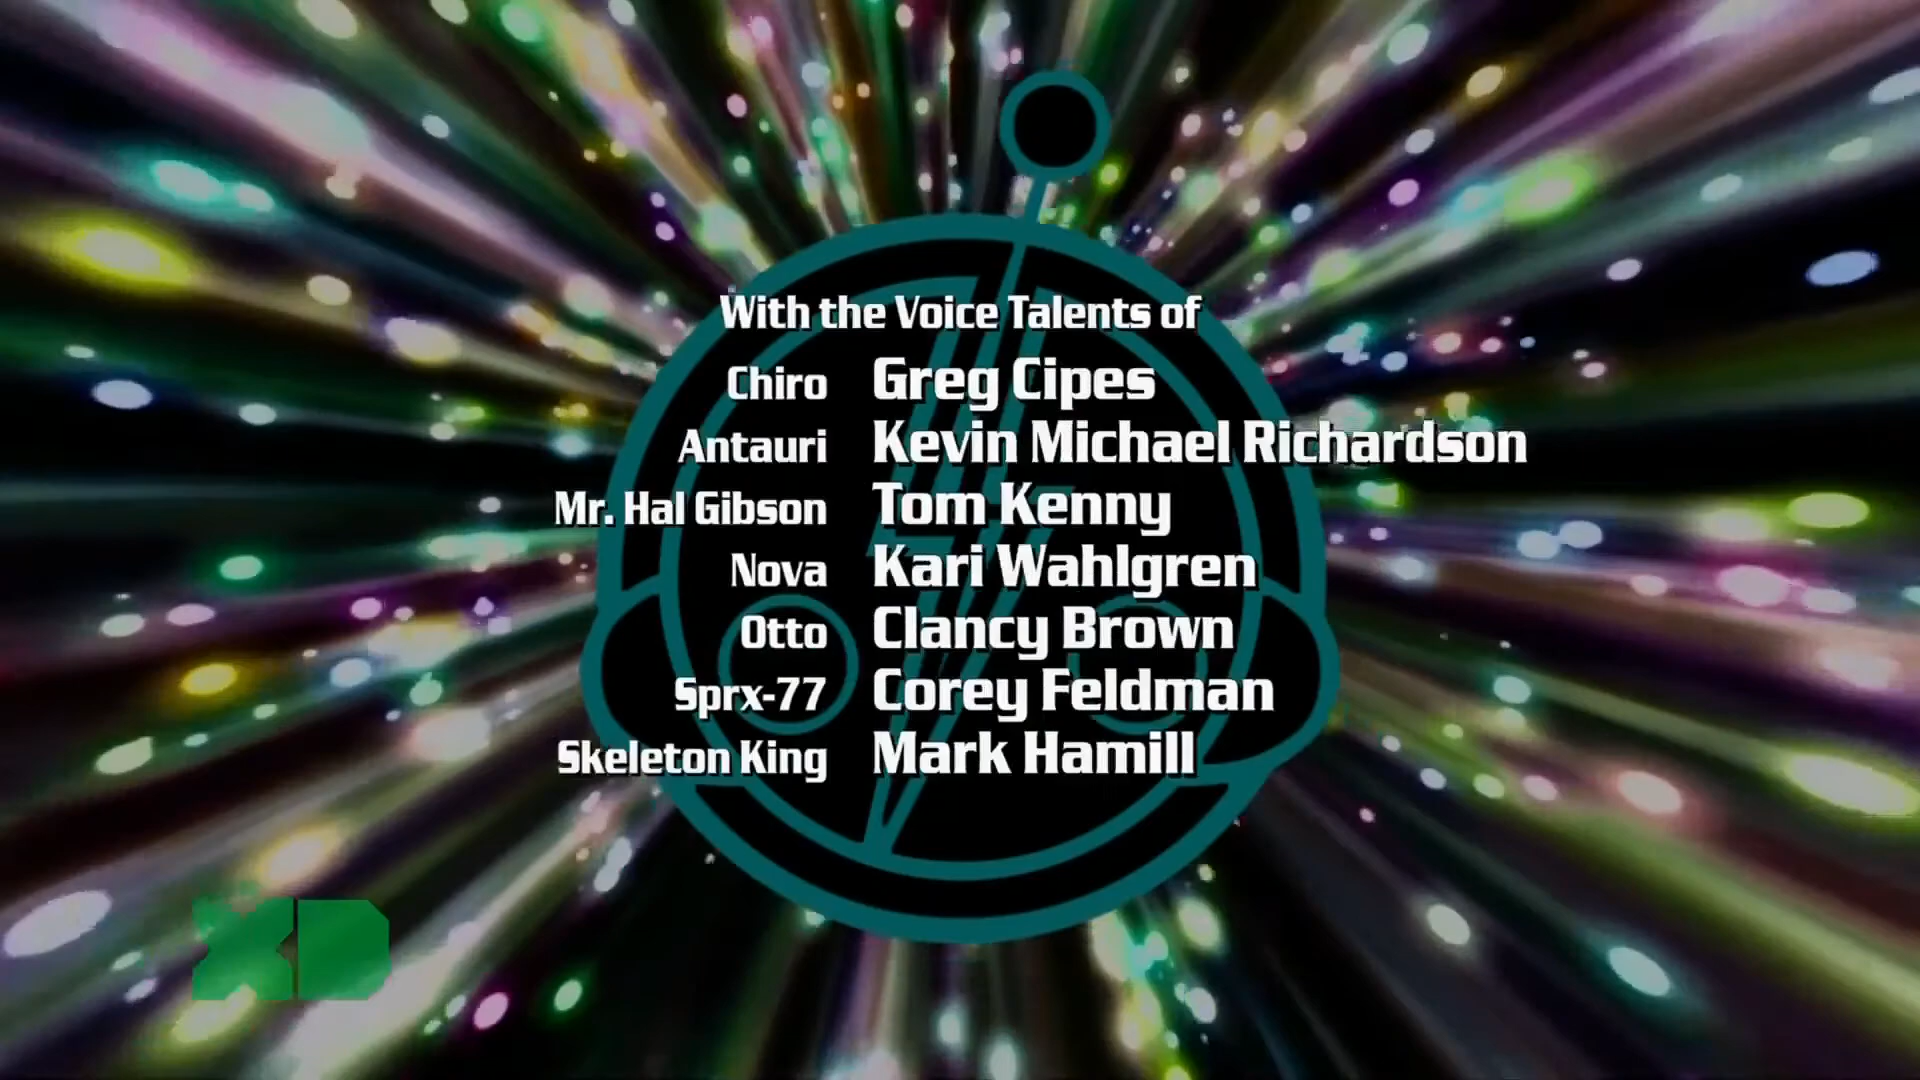 With the Voice Talents of
Chiro Greg Cipes
Antauri Kevin Michael Richardson
Mr. Hal Gibson Tom Kenny
Nova Kari Wahlgren
Otto Clancy Brown
Sprx-77 Corey Feldman
Skeleton King Mark Hamill
XD